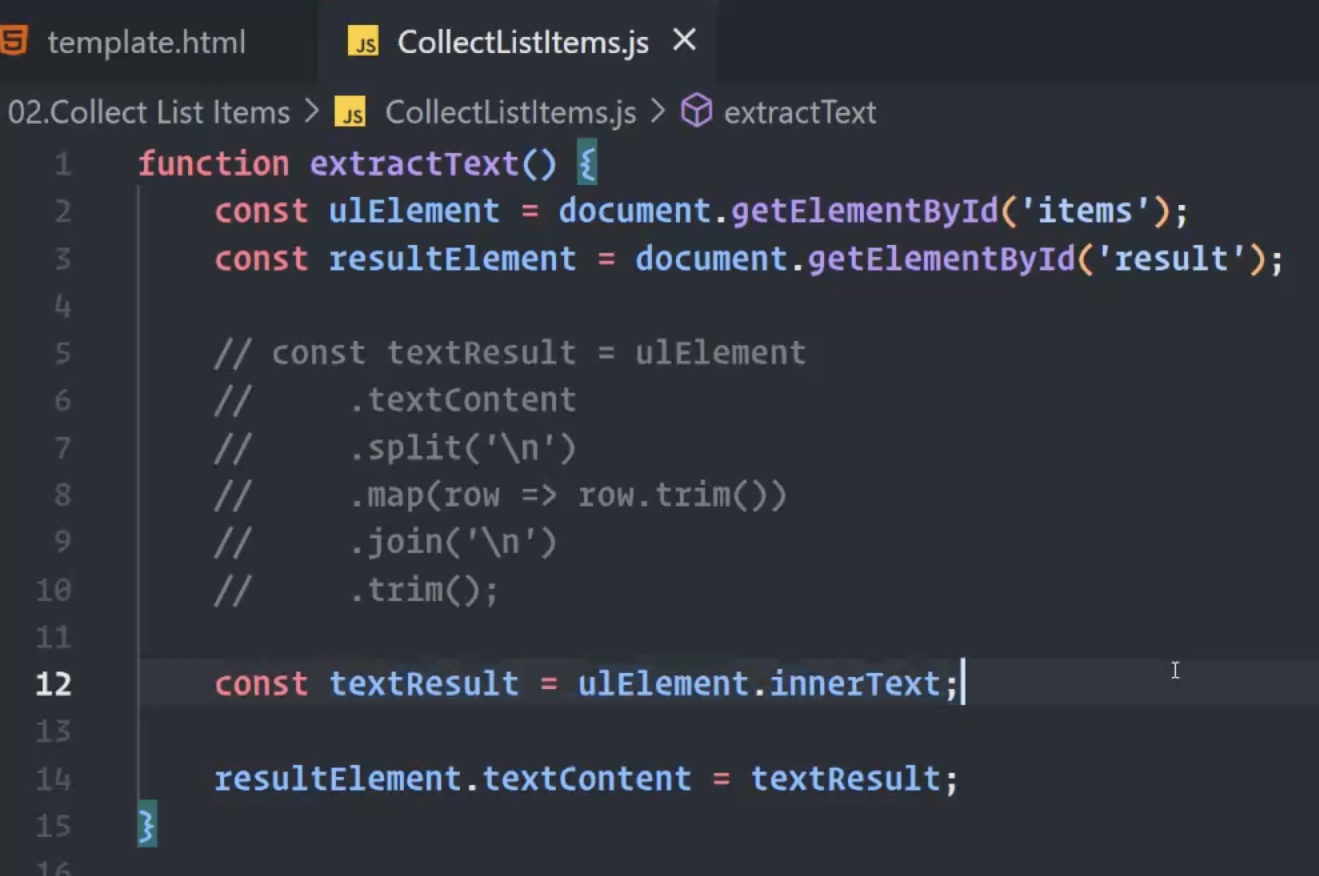 template.html
JS CollectListItems.js ×
02.Collect List Items > JS CollectListItems.js > extractText
1 function extractText() {
2     const ulElement = document.getElementById('items');
3     const resultElement = document.getElementById('result');
4
5     // const textResult = ulElement
6     //     .textContent
7     //     .split('\n')
8     //     .map(row => row.trim())
9     //     .join('\n')
10     //     .trim();
11
12     const textResult = ulElement.innerText;
13
14     resultElement.textContent = textResult;
15 }
16